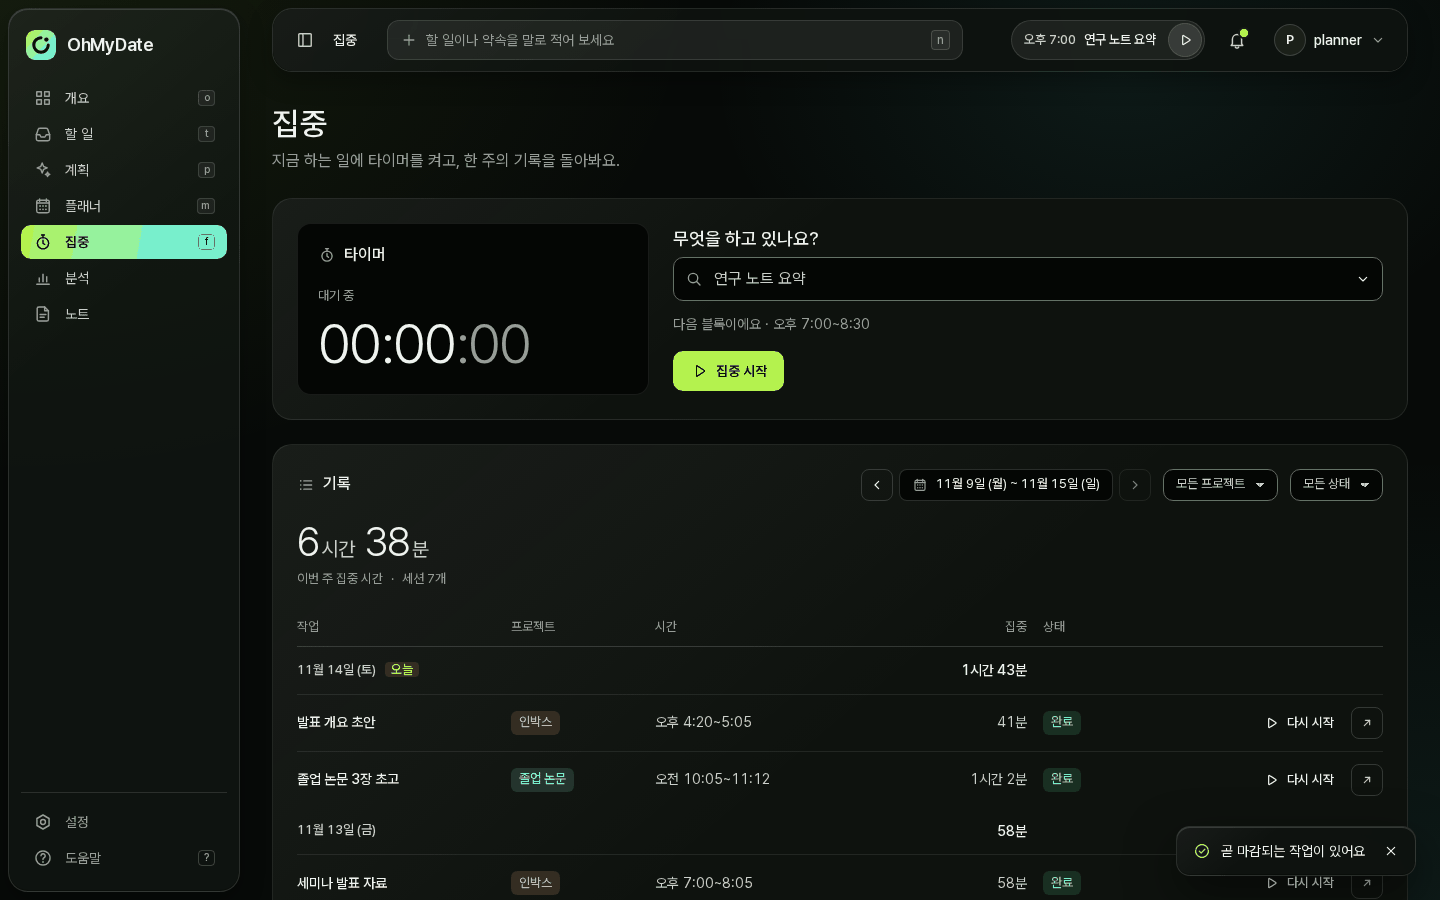 OhMyDate
개요 o
할 일 t
계획 p
플래너 m
집중 f
분석
노트
설정
도움말 ?
집중
할 일이나 약속을 말로 적어 보세요 n
오후 7:00 연구 노트 요약
P planner
집중
지금 하는 일에 타이머를 켜고, 한 주의 기록을 돌아봐요.
타이머
대기 중
00:00:00
무엇을 하고 있나요?
연구 노트 요약
다음 블록이에요 · 오후 7:00~8:30
집중 시작
기록
11월 9일 (월) ~ 11월 15일 (일)
모든 프로젝트
모든 상태
6시간 38분
이번 주 집중 시간 · 세션 7개
작업 프로젝트 시간 집중 상태
11월 14일 (토) 오늘 1시간 43분
발표 개요 초안 인박스 오후 4:20~5:05 41분 완료 다시 시작
졸업 논문 3장 초고 졸업 논문 오전 10:05~11:12 1시간 2분 완료 다시 시작
11월 13일 (금) 58분
세미나 발표 자료 인박스 오후 7:00~8:05 58분 완료 다시 시작
곧 마감되는 작업이 있어요